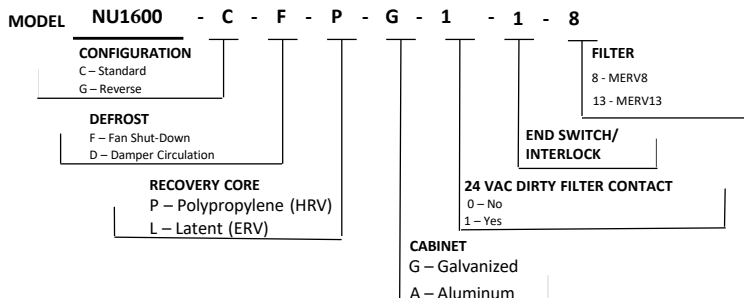 MODEL NU1600 - C - F - P - G - 1 - 1 - 8
CONFIGURATION
C – Standard
G – Reverse
FILTER
8 - MERV8
13 - MERV13
DEFROST
F – Fan Shut-Down
D – Damper Circulation
END SWITCH/
INTERLOCK
RECOVERY CORE
P – Polypropylene (HRV)
L – Latent (ERV)
24 VAC DIRTY FILTER CONTACT
0 – No
1 – Yes
CABINET
G – Galvanized
A – Aluminum